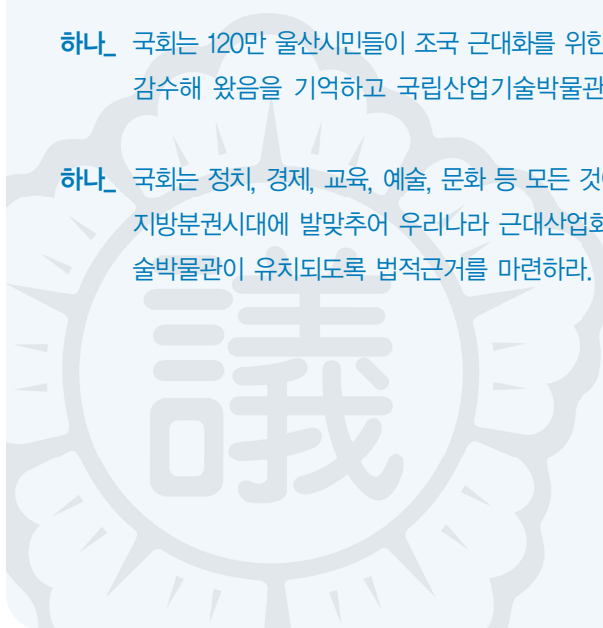 하나_ 국회는 120만 울산시민들이 조국 근대화를 위한
감수해 왔음을 기억하고 국립산업기술박물관
하나_ 국회는 정치, 경제, 교육, 예술, 문화 등 모든 것이
지방분권시대에 발맞추어 우리나라 근대산업화
술박물관이 유치되도록 법적근거를 마련하라.
議